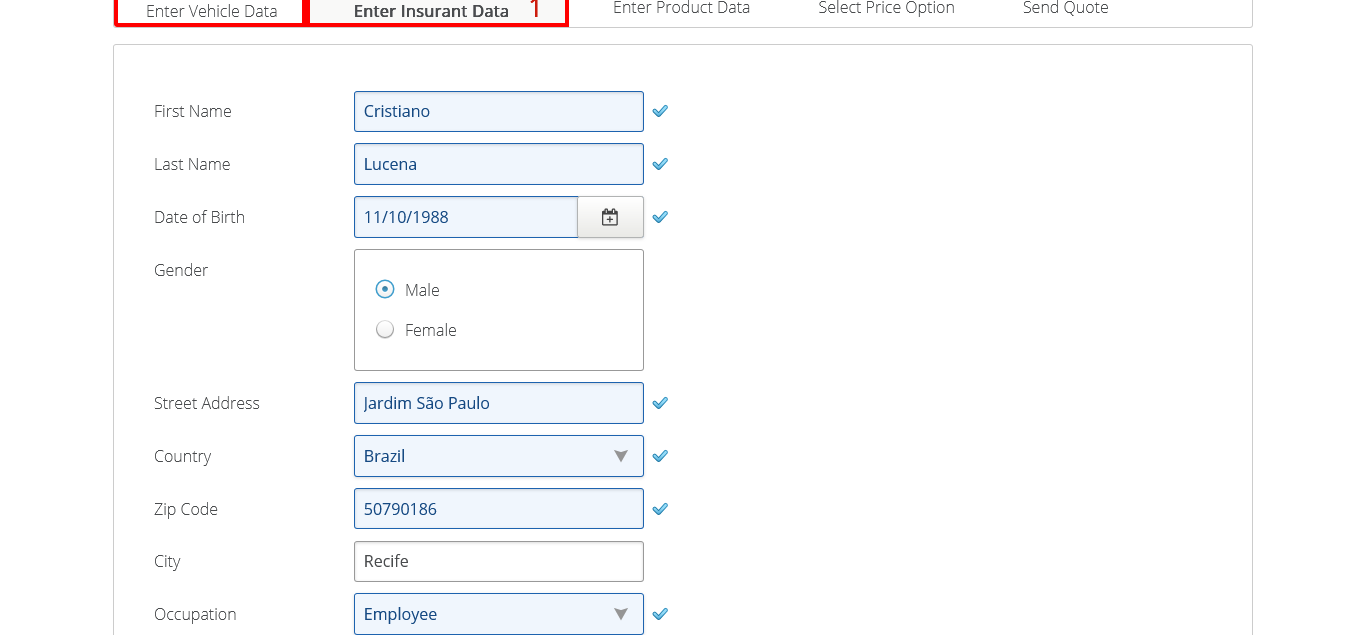 Enter Vehicle Data Enter Insurant Data 1 Enter Product Data Select Price Option Send Quote
First Name Cristiano
Last Name Lucena
Date of Birth 11/10/1988
Gender
Male
Female
Street Address Jardim São Paulo
Country Brazil
Zip Code 50790186
City Recife
Occupation Employee